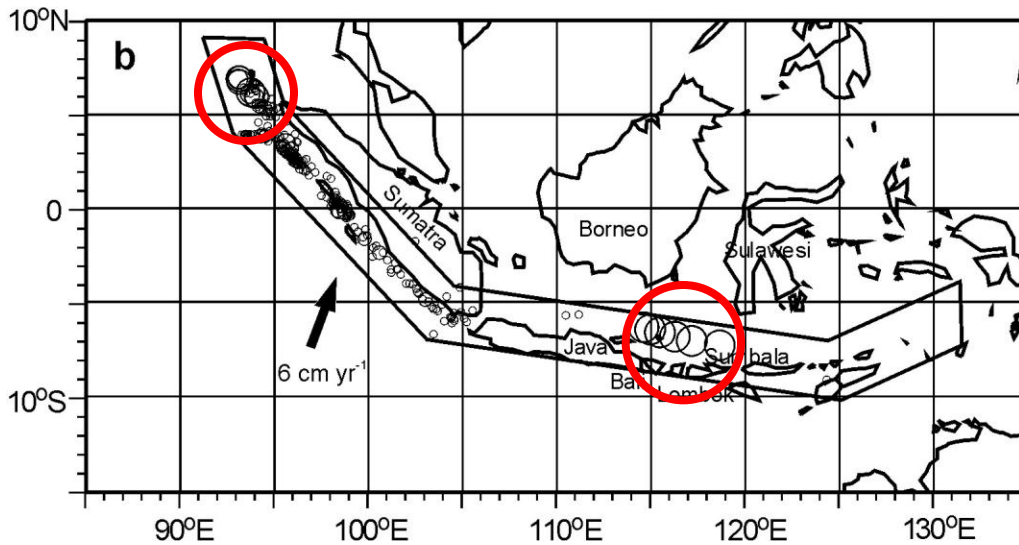 10°N
b
0
Sumatra
Borneo
Sulawesi
Java
Sumbala
6 cm yr⁻¹
Bali
Lombok
10°S
90°E 100°E 110°E 120°E 130°E